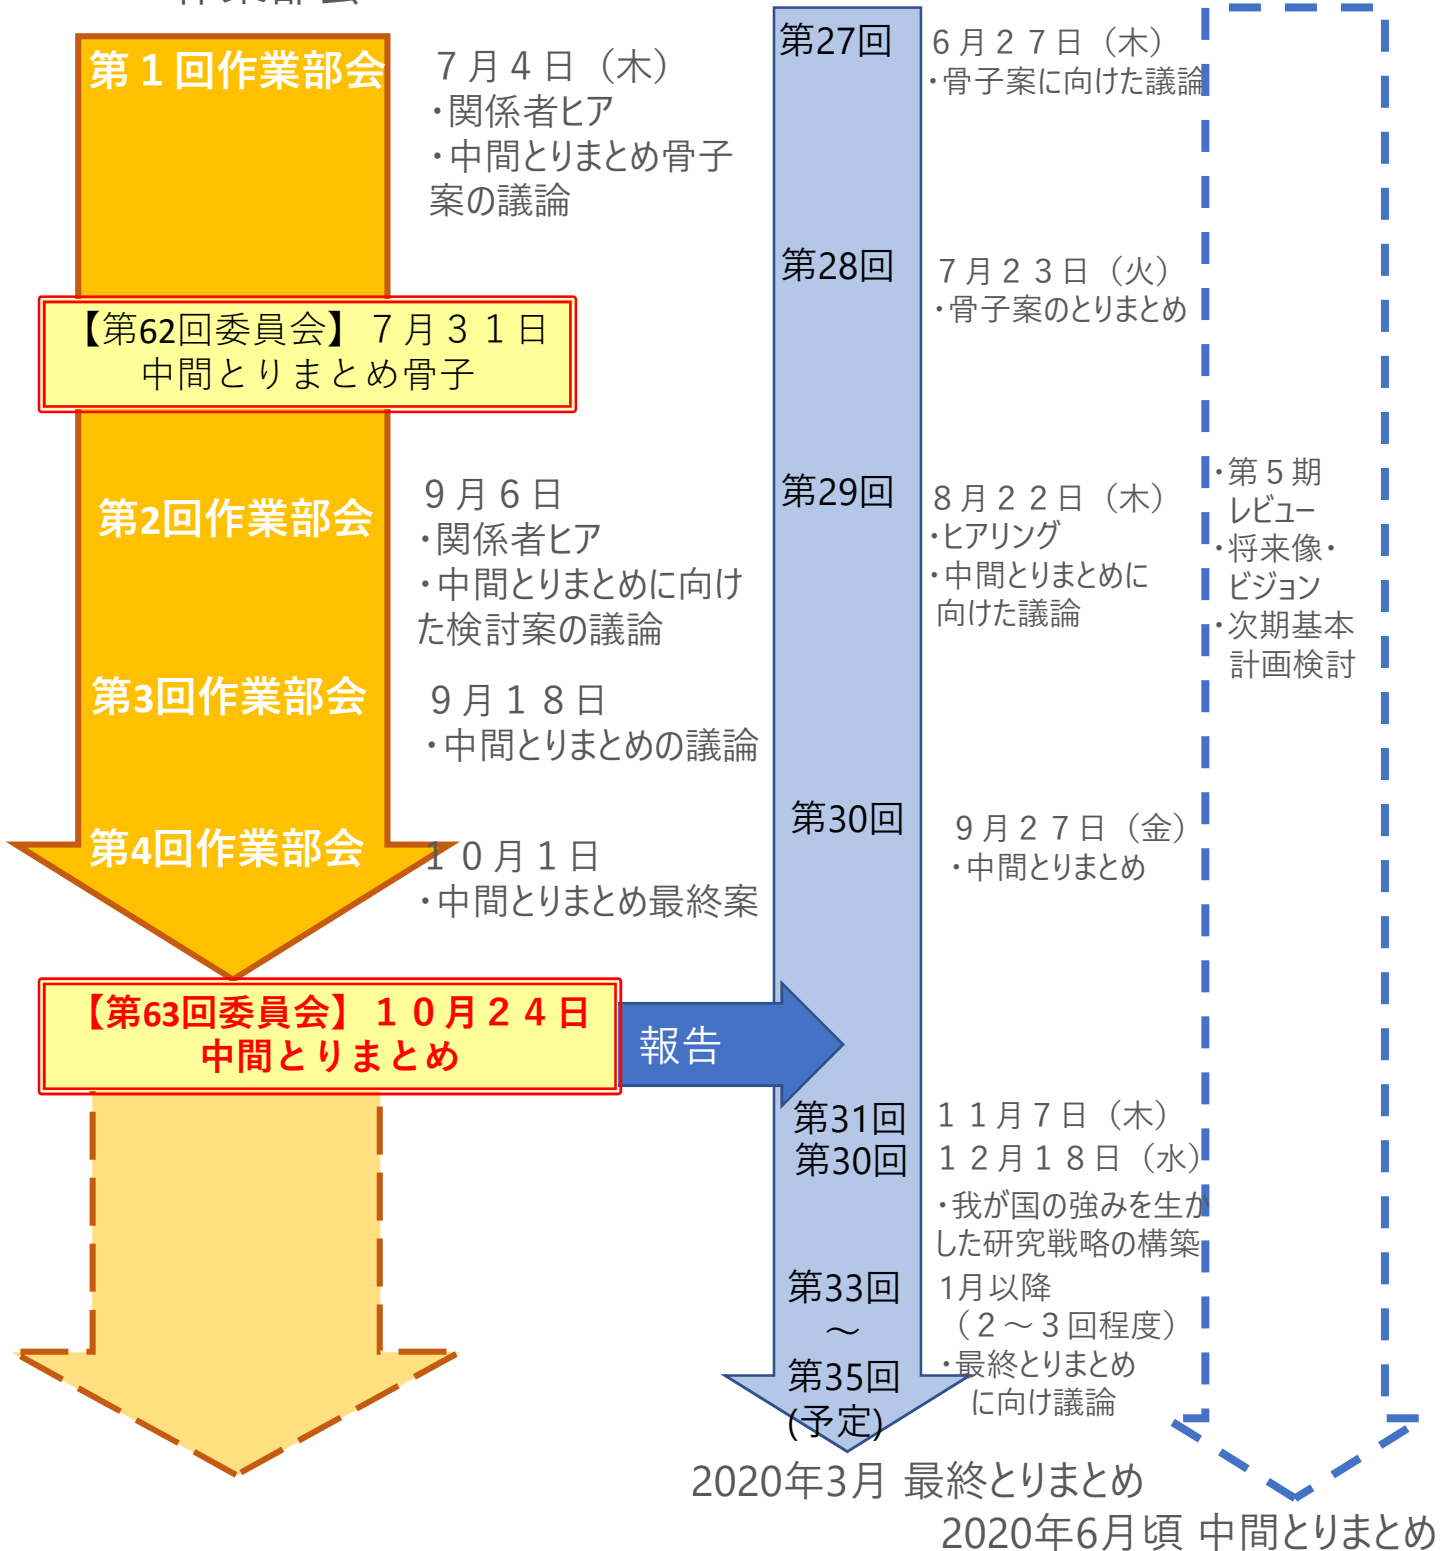 第１回作業部会
７月４日（木）
・関係者ヒア
・中間とりまとめ骨子
案の議論
【第62回委員会】７月３１日
中間とりまとめ骨子
第2回作業部会
９月６日
・関係者ヒア
・中間とりまとめに向け
た検討案の議論
第3回作業部会
９月１８日
・中間とりまとめの議論
第4回作業部会
１０月１日
・中間とりまとめ最終案
【第63回委員会】１０月２４日
中間とりまとめ
報告
第27回
６月２７日（木）
・骨子案に向けた議論
第28回
７月２３日（火）
・骨子案のとりまとめ
第29回
８月２２日（木）
・ヒアリング
・中間とりまとめに
向けた議論
第30回
９月２７日（金）
・中間とりまとめ
第31回
１１月７日（木）
第30回
１２月１８日（水）
・我が国の強みを生か
した研究戦略の構築
第33回
～
第35回
(予定)
1月以降
（２～３回程度）
・最終とりまとめ
に向け議論
2020年3月 最終とりまとめ
・第５期
レビュー
・将来像・
ビジョン
・次期基本
計画検討
2020年6月頃 中間とりまとめ